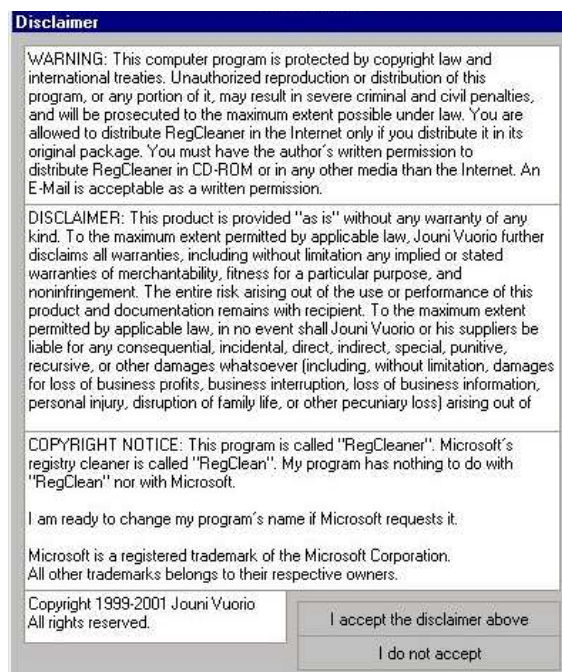 Disclaimer
WARNING: This computer program is protected by copyright law and
international treaties. Unauthorized reproduction or distribution of this
program, or any portion of it, may result in severe criminal and civil penalties,
and will be prosecuted to the maximum extent possible under law. You are
allowed to distribute RegCleaner in the Internet only if you distribute it in its
original package. You must have the author´s written permission to
distribute RegCleaner in CD-ROM or in any other media than the Internet. An
E-Mail is acceptable as a written permission.
DISCLAIMER: This product is provided "as is" without any warranty of any
kind. To the maximum extent permitted by applicable law, Jouni Vuorio further
disclaims all warranties, including without limitation any implied or stated
warranties of merchantability, fitness for a particular purpose, and
noninfringement. The entire risk arising out of the use or performance of this
product and documentation remains with recipient. To the maximum extent
permitted by applicable law, in no event shall Jouni Vuorio or his suppliers be
liable for any consequential, incidental, direct, indirect, special, punitive,
recursive, or other damages whatsoever (including, without limitation, damages
for loss of business profits, business interruption, loss of business information,
personal injury, disruption of family life, or other pecuniary loss) arising out of
COPYRIGHT NOTICE: This program is called "RegCleaner". Microsoft´s
registry cleaner is called "RegClean". My program has nothing to do with
"RegClean" nor with Microsoft.
I am ready to change my program´s name if Microsoft requests it.
Microsoft is a registered trademark of the Microsoft Corporation.
All other trademarks belongs to their respective owners.
Copyright 1999-2001 Jouni Vuorio
All rights reserved.
I accept the disclaimer above
I do not accept